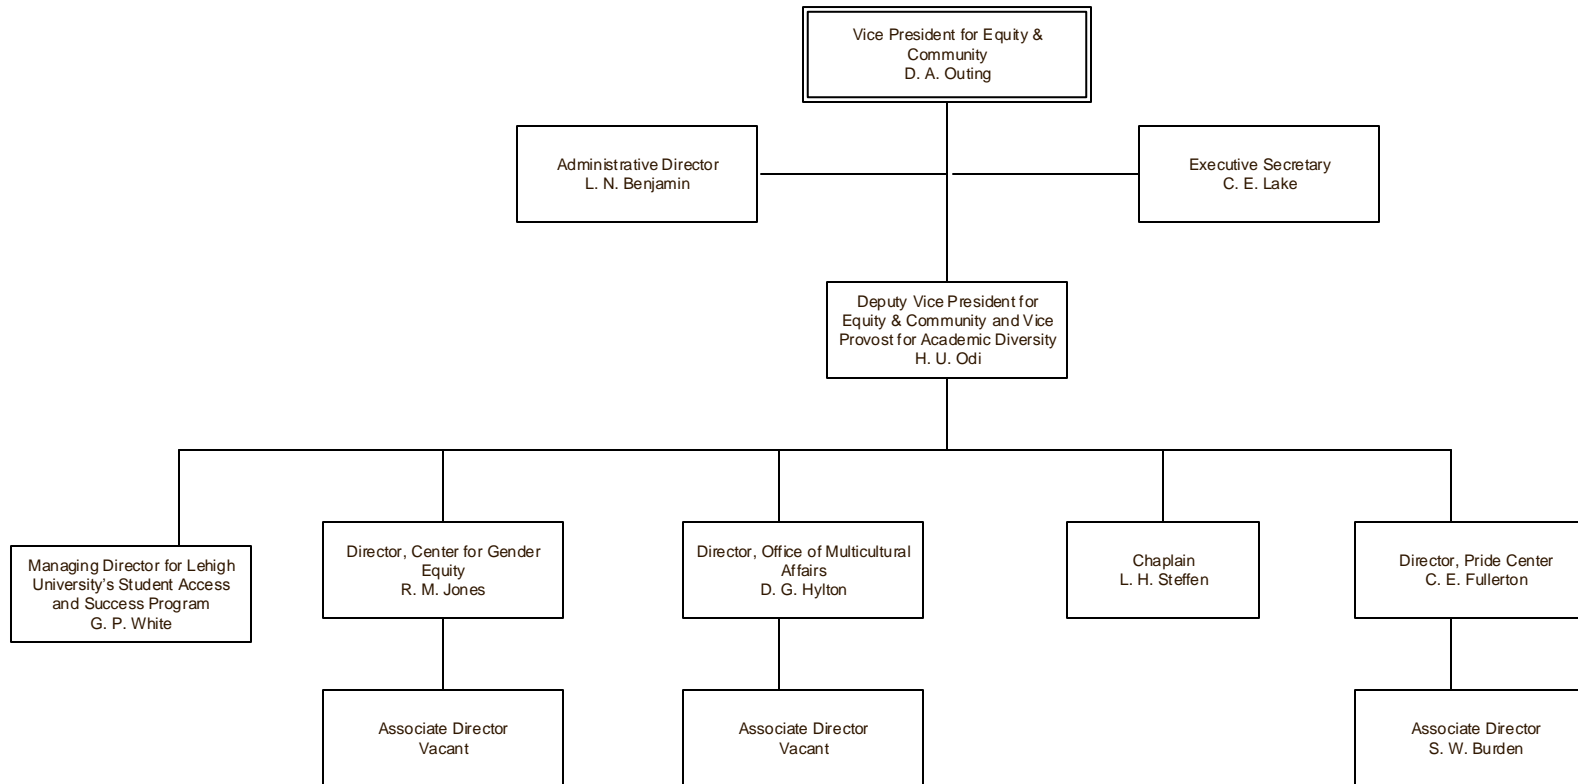 Vice President for Equity &
Community
D. A. Outing
Administrative Director
L. N. Benjamin
Executive Secretary
C. E. Lake
Deputy Vice President for
Equity & Community and Vice
Provost for Academic Diversity
H. U. Odi
Managing Director for Lehigh
University’s Student Access
and Success Program
G. P. White
Director, Center for Gender
Equity
R. M. Jones
Director, Office of Multicultural
Affairs
D. G. Hylton
Chaplain
L. H. Steffen
Director, Pride Center
C. E. Fullerton
Associate Director
Vacant
Associate Director
Vacant
Associate Director
S. W. Burden